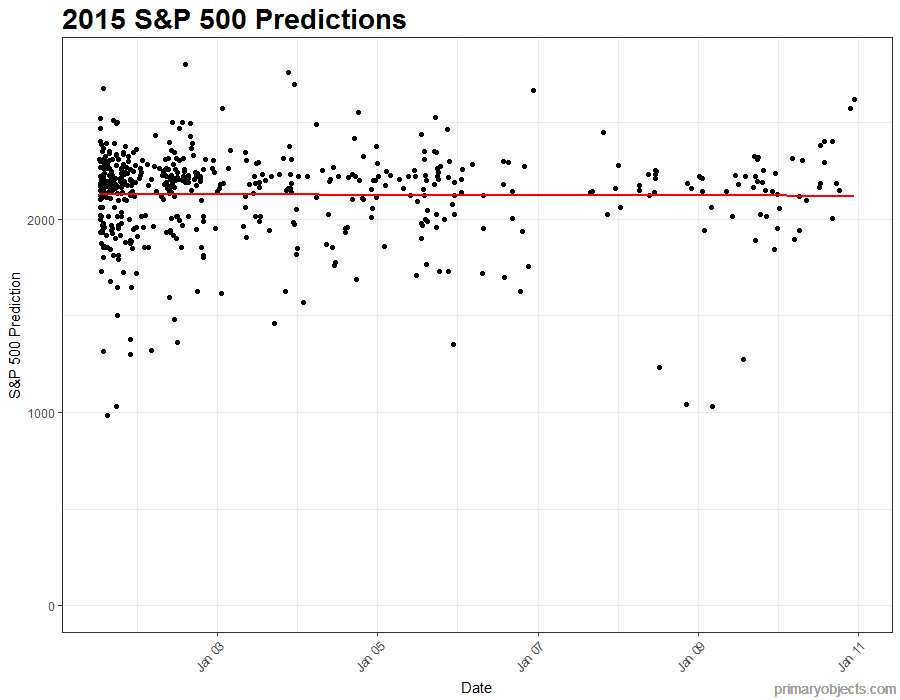 2015 S&P 500 Predictions
S&P 500 Prediction
2000
1000
0
Jan 03
Jan 05
Jan 07
Jan 09
Jan 11
Date
primaryobjects.com